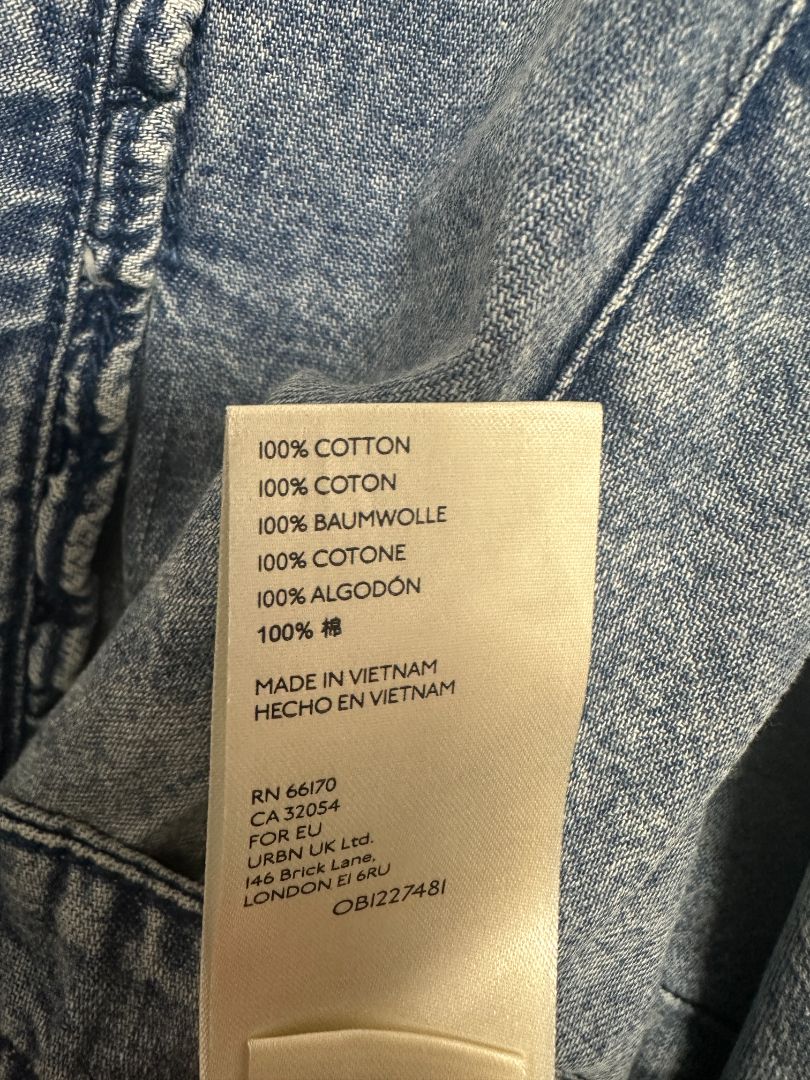 100% COTTON
100% COTON
100% BAUMWOLLE
100% COTONE
100% ALGODÓN
100% 棉
MADE IN VIETNAM
HECHO EN VIETNAM
RN 66170
CA 32054
FOR EU
URBN UK Ltd.
146 Brick Lane,
LONDON E1 6RU
OB1227481